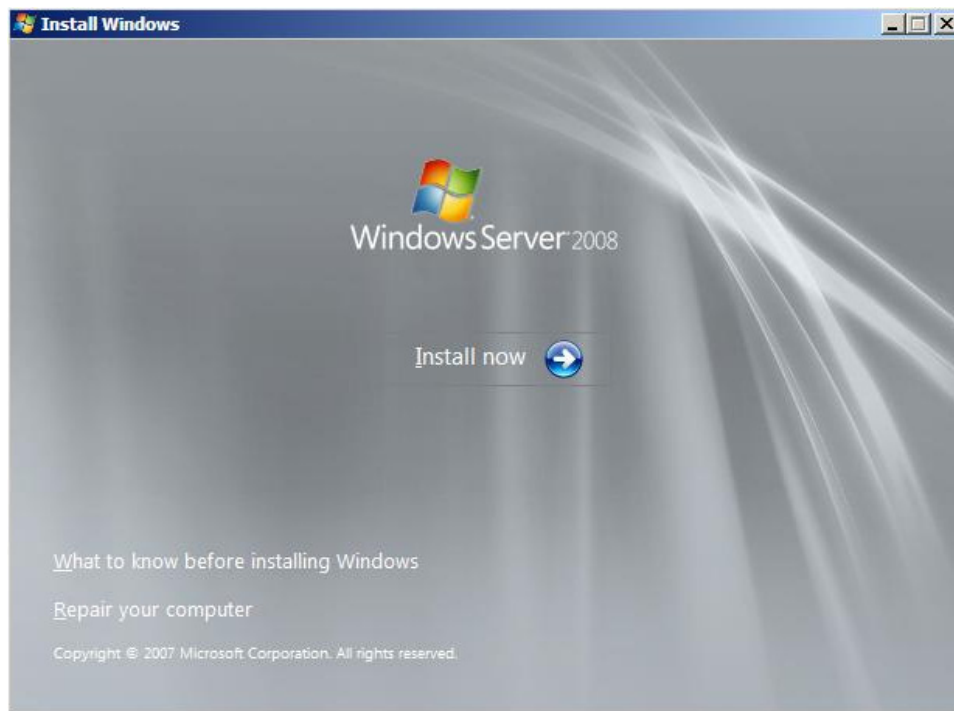 Install Windows
Windows Server 2008
Install now
What to know before installing Windows
Repair your computer
Copyright © 2007 Microsoft Corporation. All rights reserved.